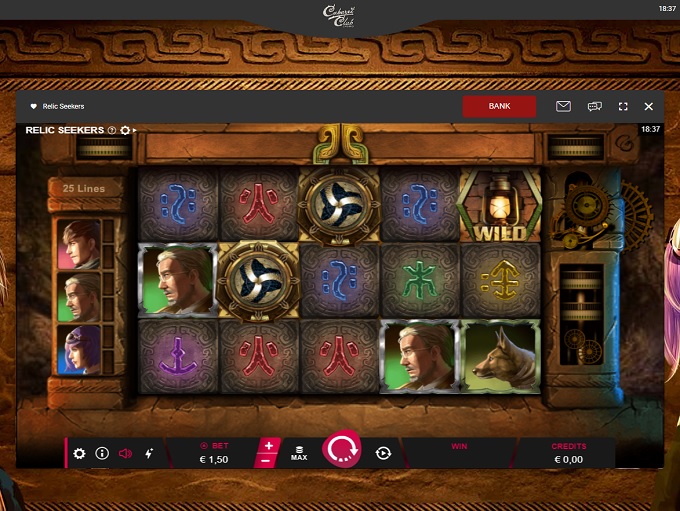 Cabaret
Club
18:37
Relic Seekers
BANK
RELIC SEEKERS ?
18:37
25 Lines
WILD
BET
€ 1,50
MAX
WIN
CREDITS
€ 0,00